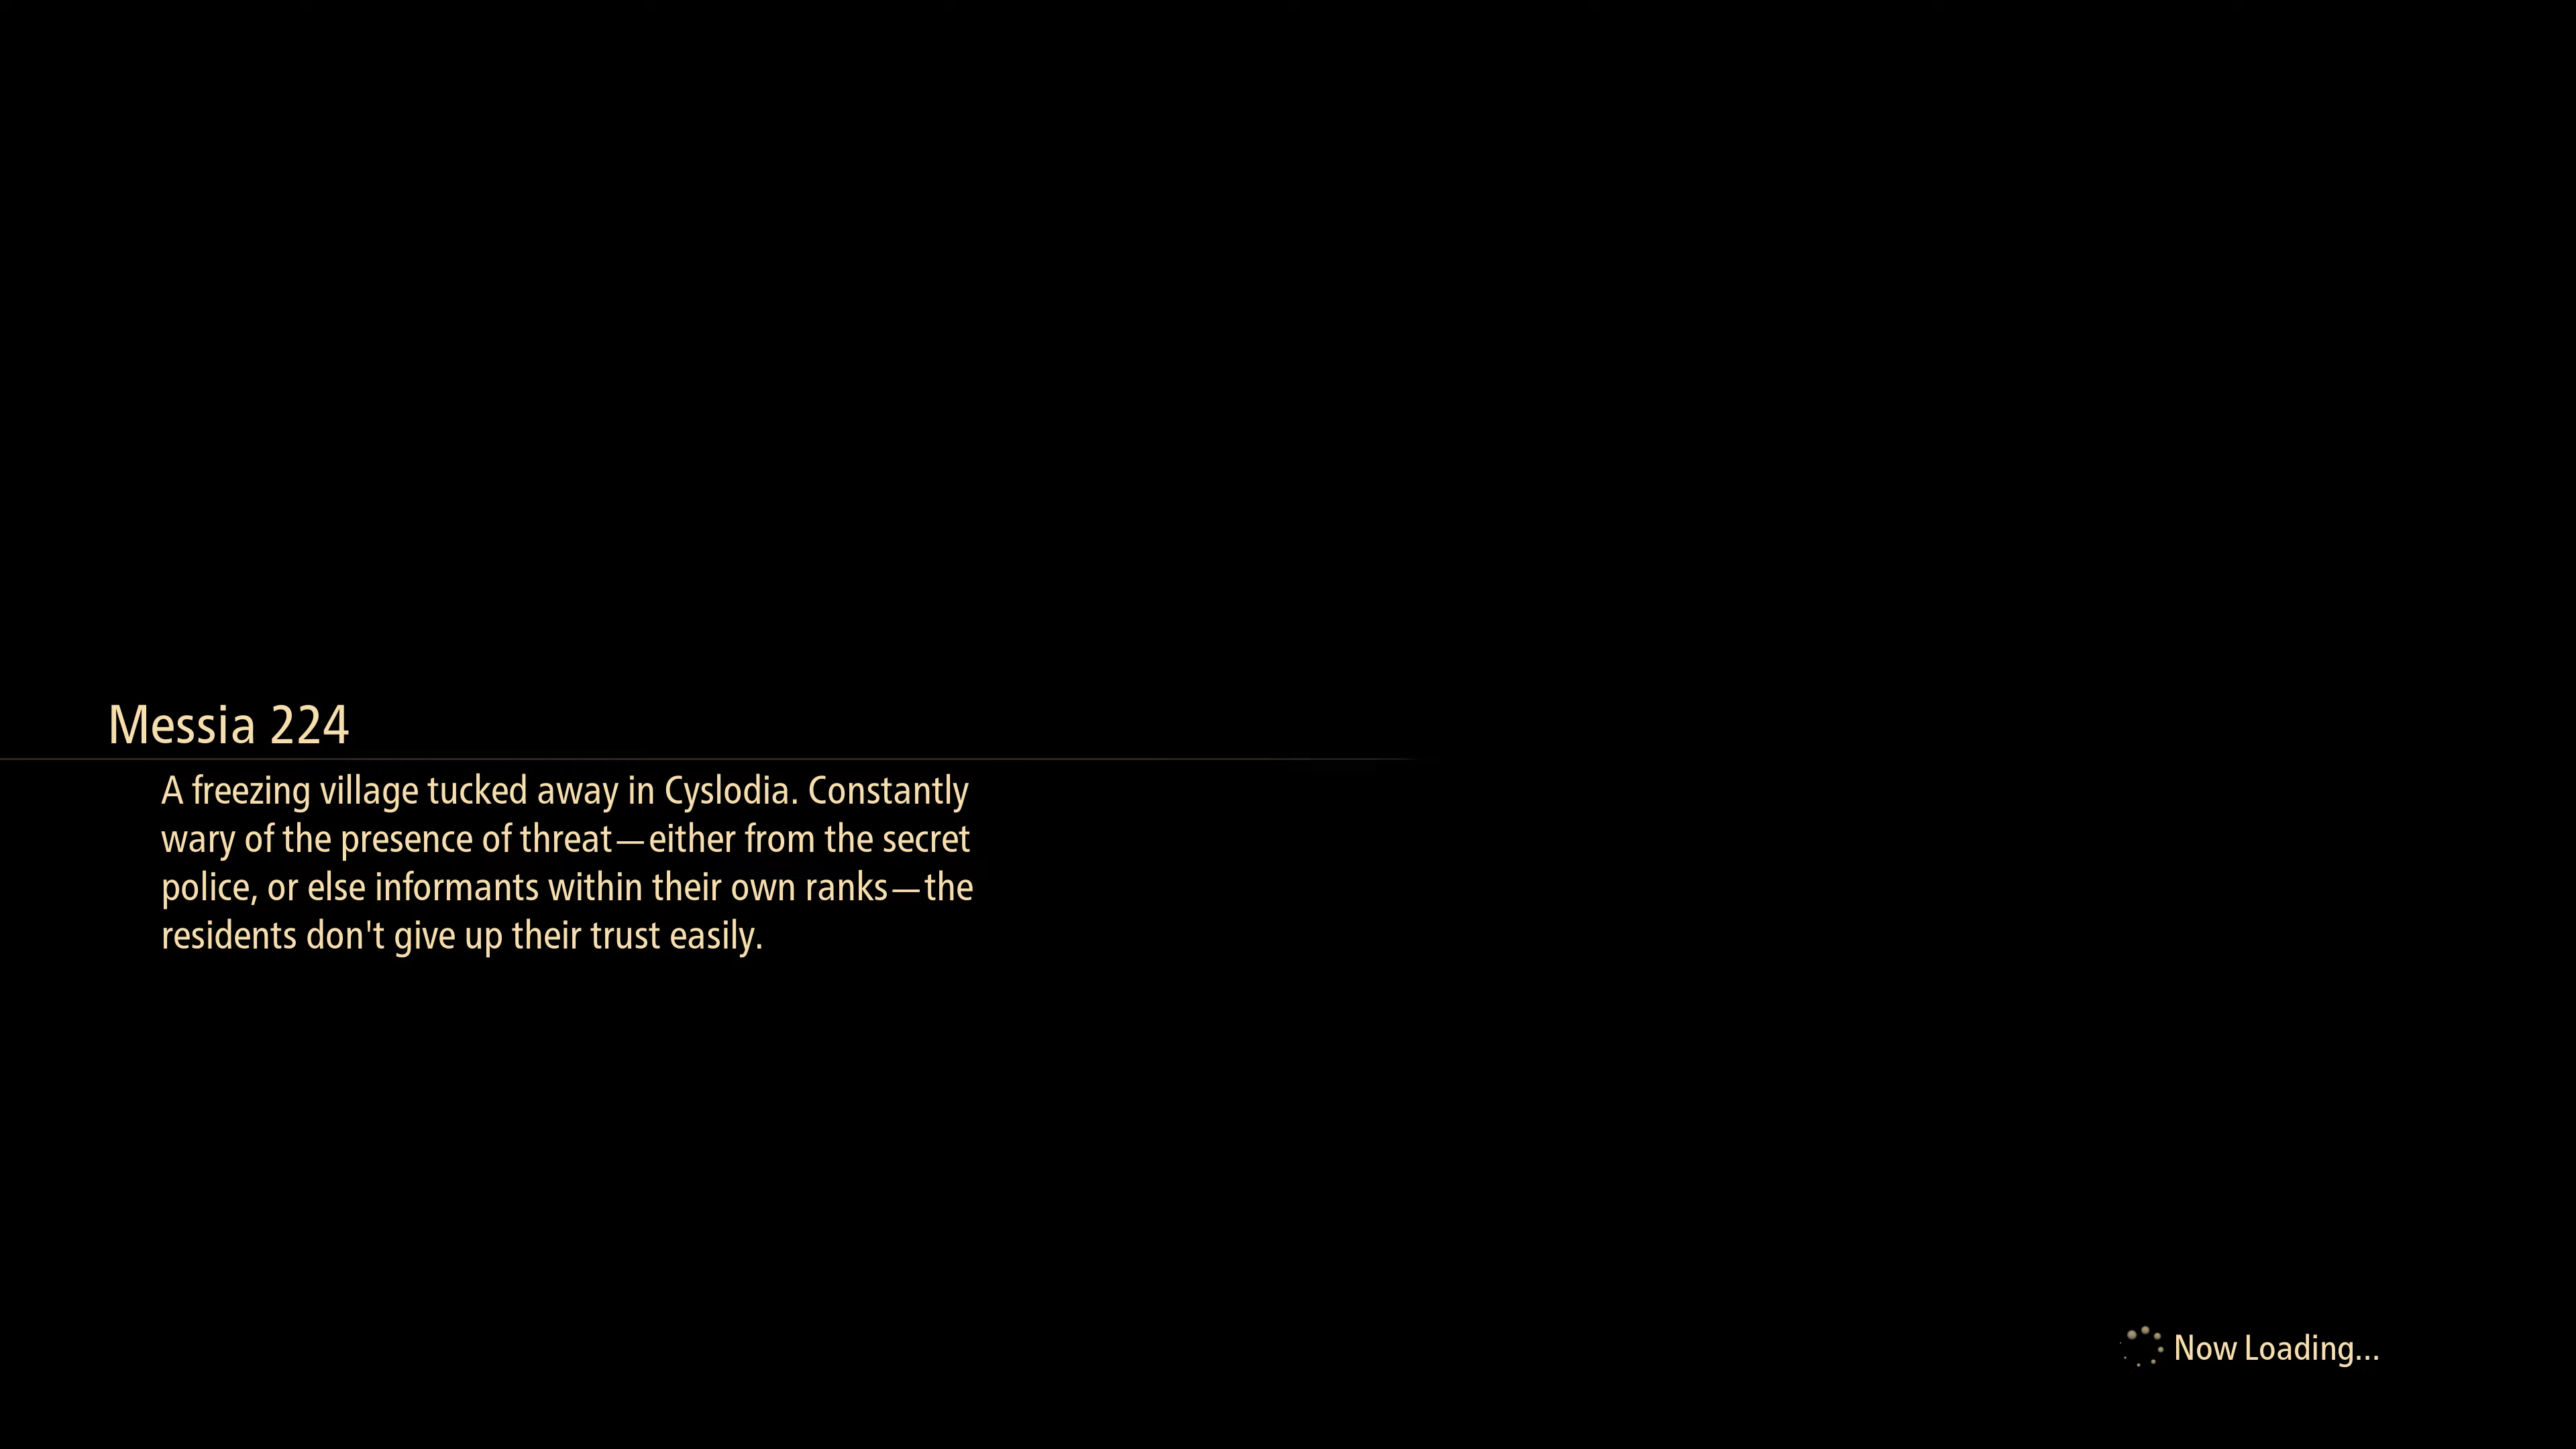 Messia 224
A freezing village tucked away in Cyslodia. Constantly
wary of the presence of threat—either from the secret
police, or else informants within their own ranks—the
residents don't give up their trust easily.
Now Loading...